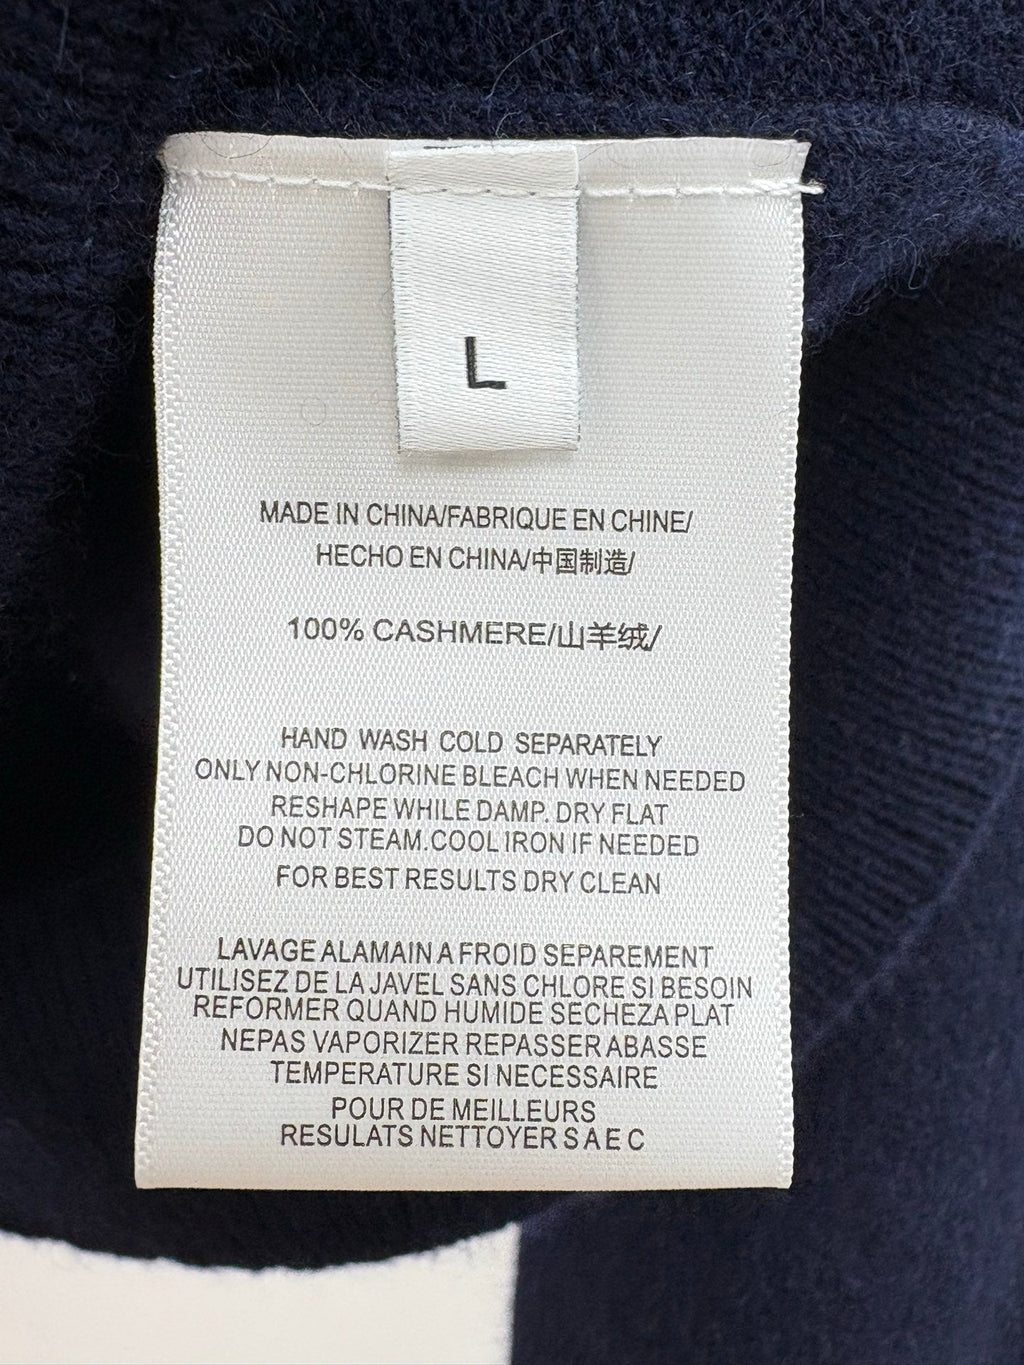 L
MADE IN CHINA/FABRIQUE EN CHINE/
HECHO EN CHINA/中国制造/
100% CASHMERE/山羊绒/
HAND WASH COLD SEPARATELY
ONLY NON-CHLORINE BLEACH WHEN NEEDED
RESHAPE WHILE DAMP. DRY FLAT
DO NOT STEAM.COOL IRON IF NEEDED
FOR BEST RESULTS DRY CLEAN
LAVAGE ALAMAIN A FROID SEPAREMENT
UTILISEZ DE LA JAVEL SANS CHLORE SI BESOIN
REFORMER QUAND HUMIDE SECHEZA PLAT
NEPAS VAPORIZER REPASSER ABASSE
TEMPERATURE SI NECESSAIRE
POUR DE MEILLEURS
RESULATS NETTOYER S A E C